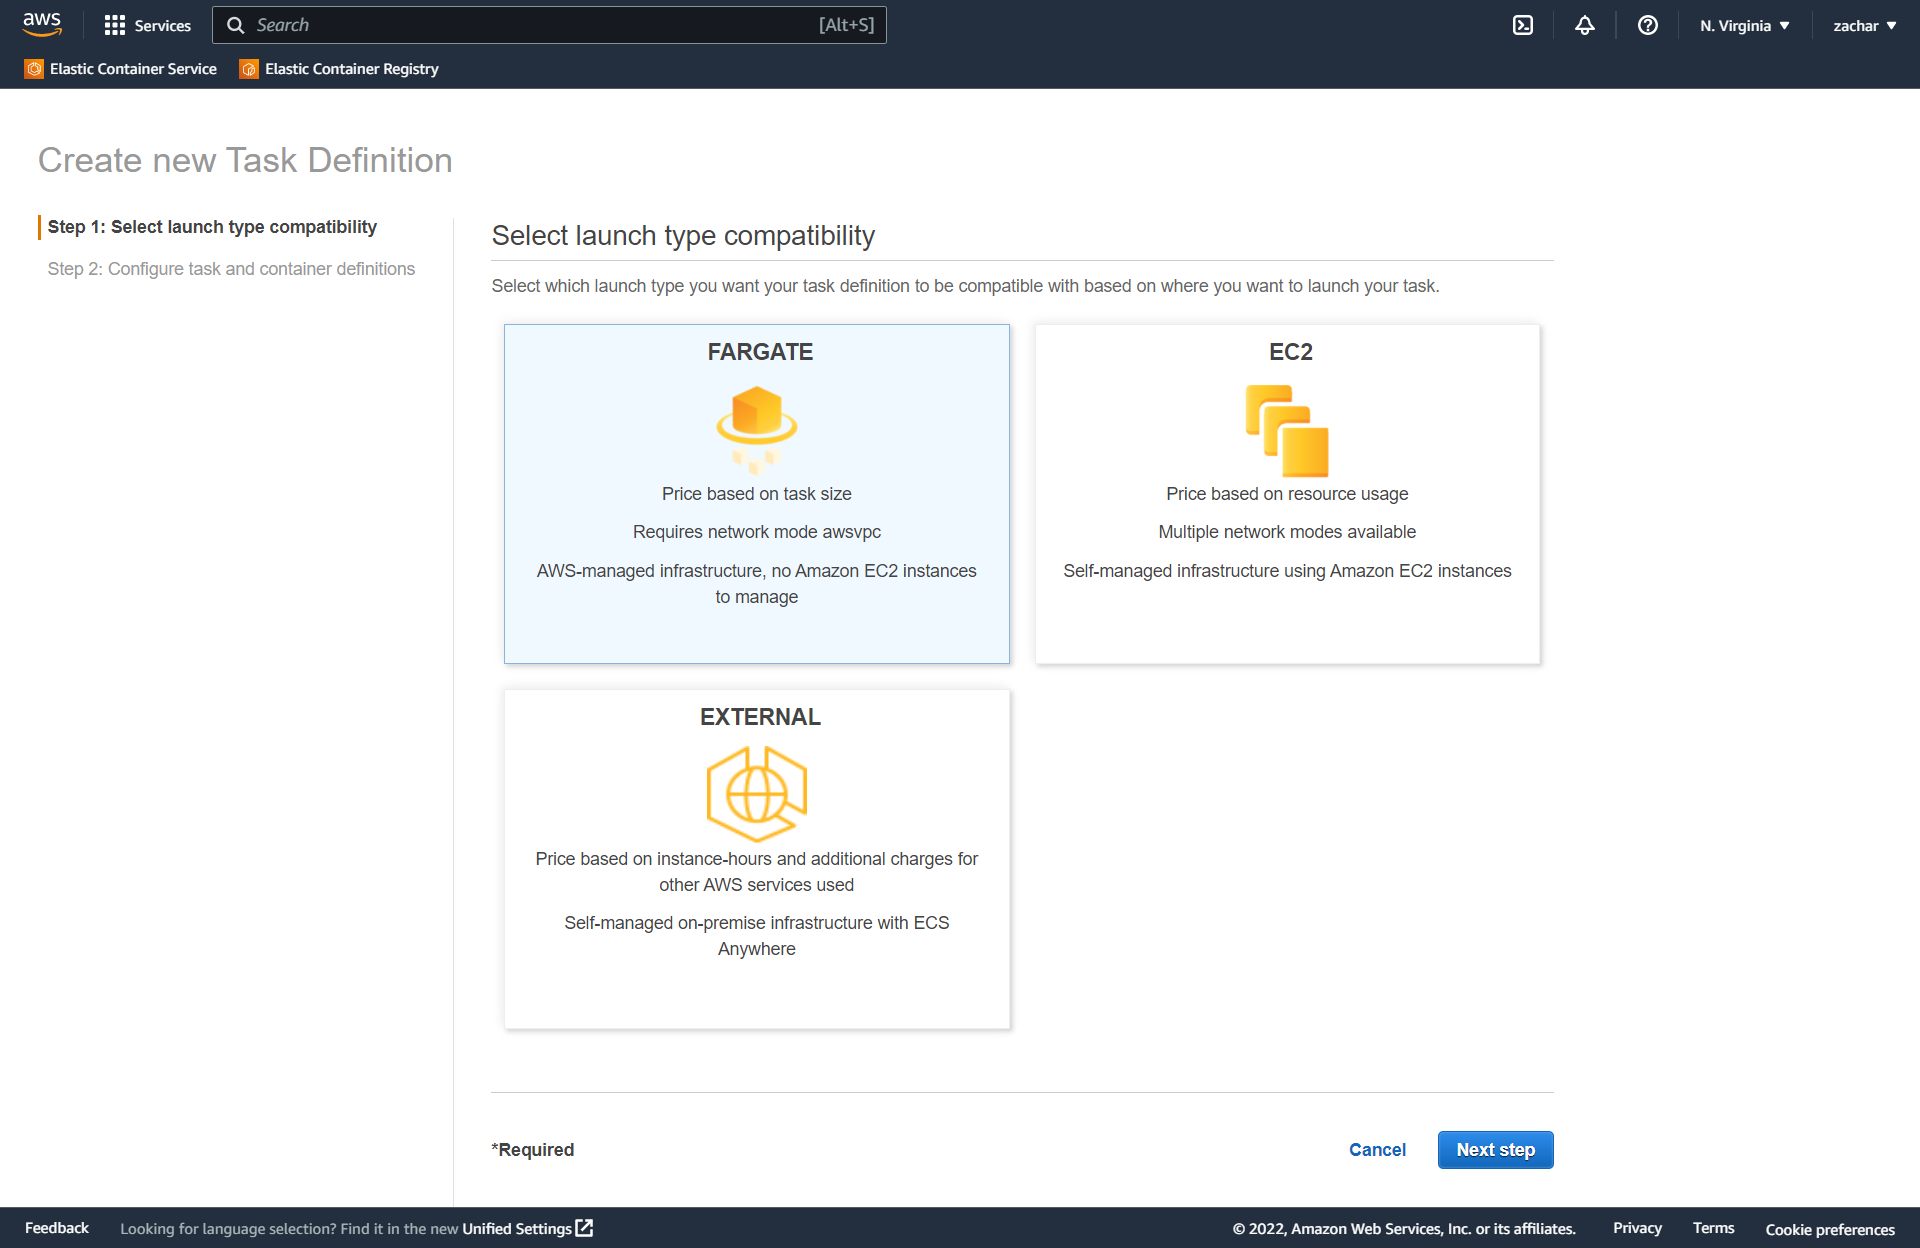 aws
Services
Search
[Alt+S]
N. Virginia
zachar
Elastic Container Service
Elastic Container Registry
Create new Task Definition
Step 1: Select launch type compatibility
Step 2: Configure task and container definitions
Select launch type compatibility
Select which launch type you want your task definition to be compatible with based on where you want to launch your task.
FARGATE
Price based on task size
Requires network mode awsvpc
AWS-managed infrastructure, no Amazon EC2 instances
to manage
EC2
Price based on resource usage
Multiple network modes available
Self-managed infrastructure using Amazon EC2 instances
EXTERNAL
Price based on instance-hours and additional charges for
other AWS services used
Self-managed on-premise infrastructure with ECS
Anywhere
*Required
Cancel
Next step
Feedback
Looking for language selection? Find it in the new Unified Settings
© 2022, Amazon Web Services, Inc. or its affiliates.
Privacy
Terms
Cookie preferences